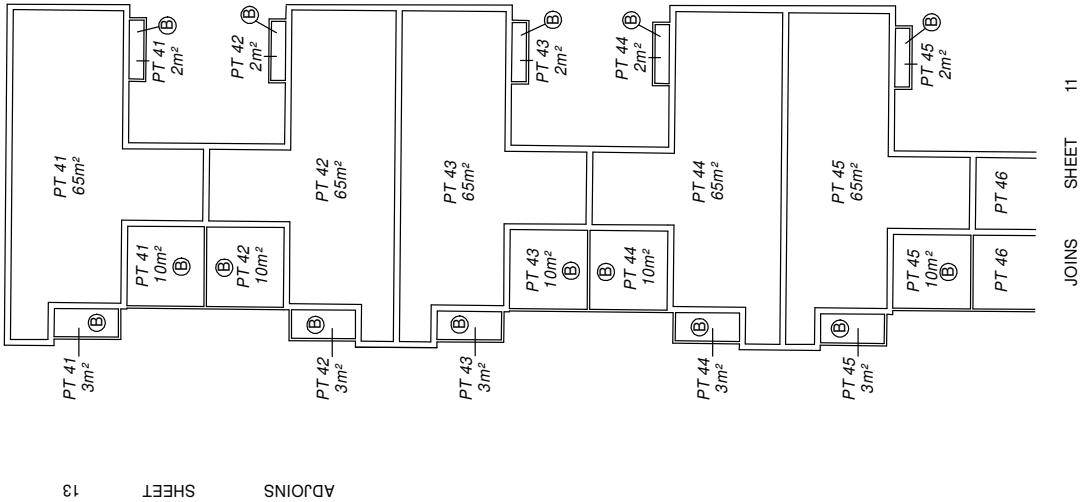 PT 41
2m²
B
PT 42
2m²
B
PT 43
2m²
B
PT 44
2m²
B
PT 45
2m²
B
PT 41
65m²
PT 42
65m²
PT 43
65m²
PT 44
65m²
PT 45
65m²
PT 46
PT 41
10m²
B
PT 42
10m²
B
PT 43
10m²
B
PT 44
10m²
B
PT 45
10m²
B
PT 46
B
PT 41
3m²
B
PT 42
3m²
B
PT 43
3m²
B
PT 44
3m²
B
PT 45
3m²
JOINS SHEET 11
ADJOINS SHEET 13